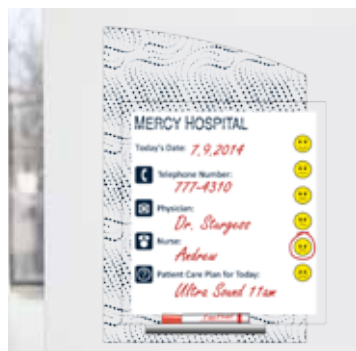 MERCY HOSPITAL
Today's Date: 7.9.2014
Telephone Number:
777-4310
Physician:
Dr. Sturgess
Nurse:
Andrew
Patient Care Plan for Today:
Ultra Sound 11am